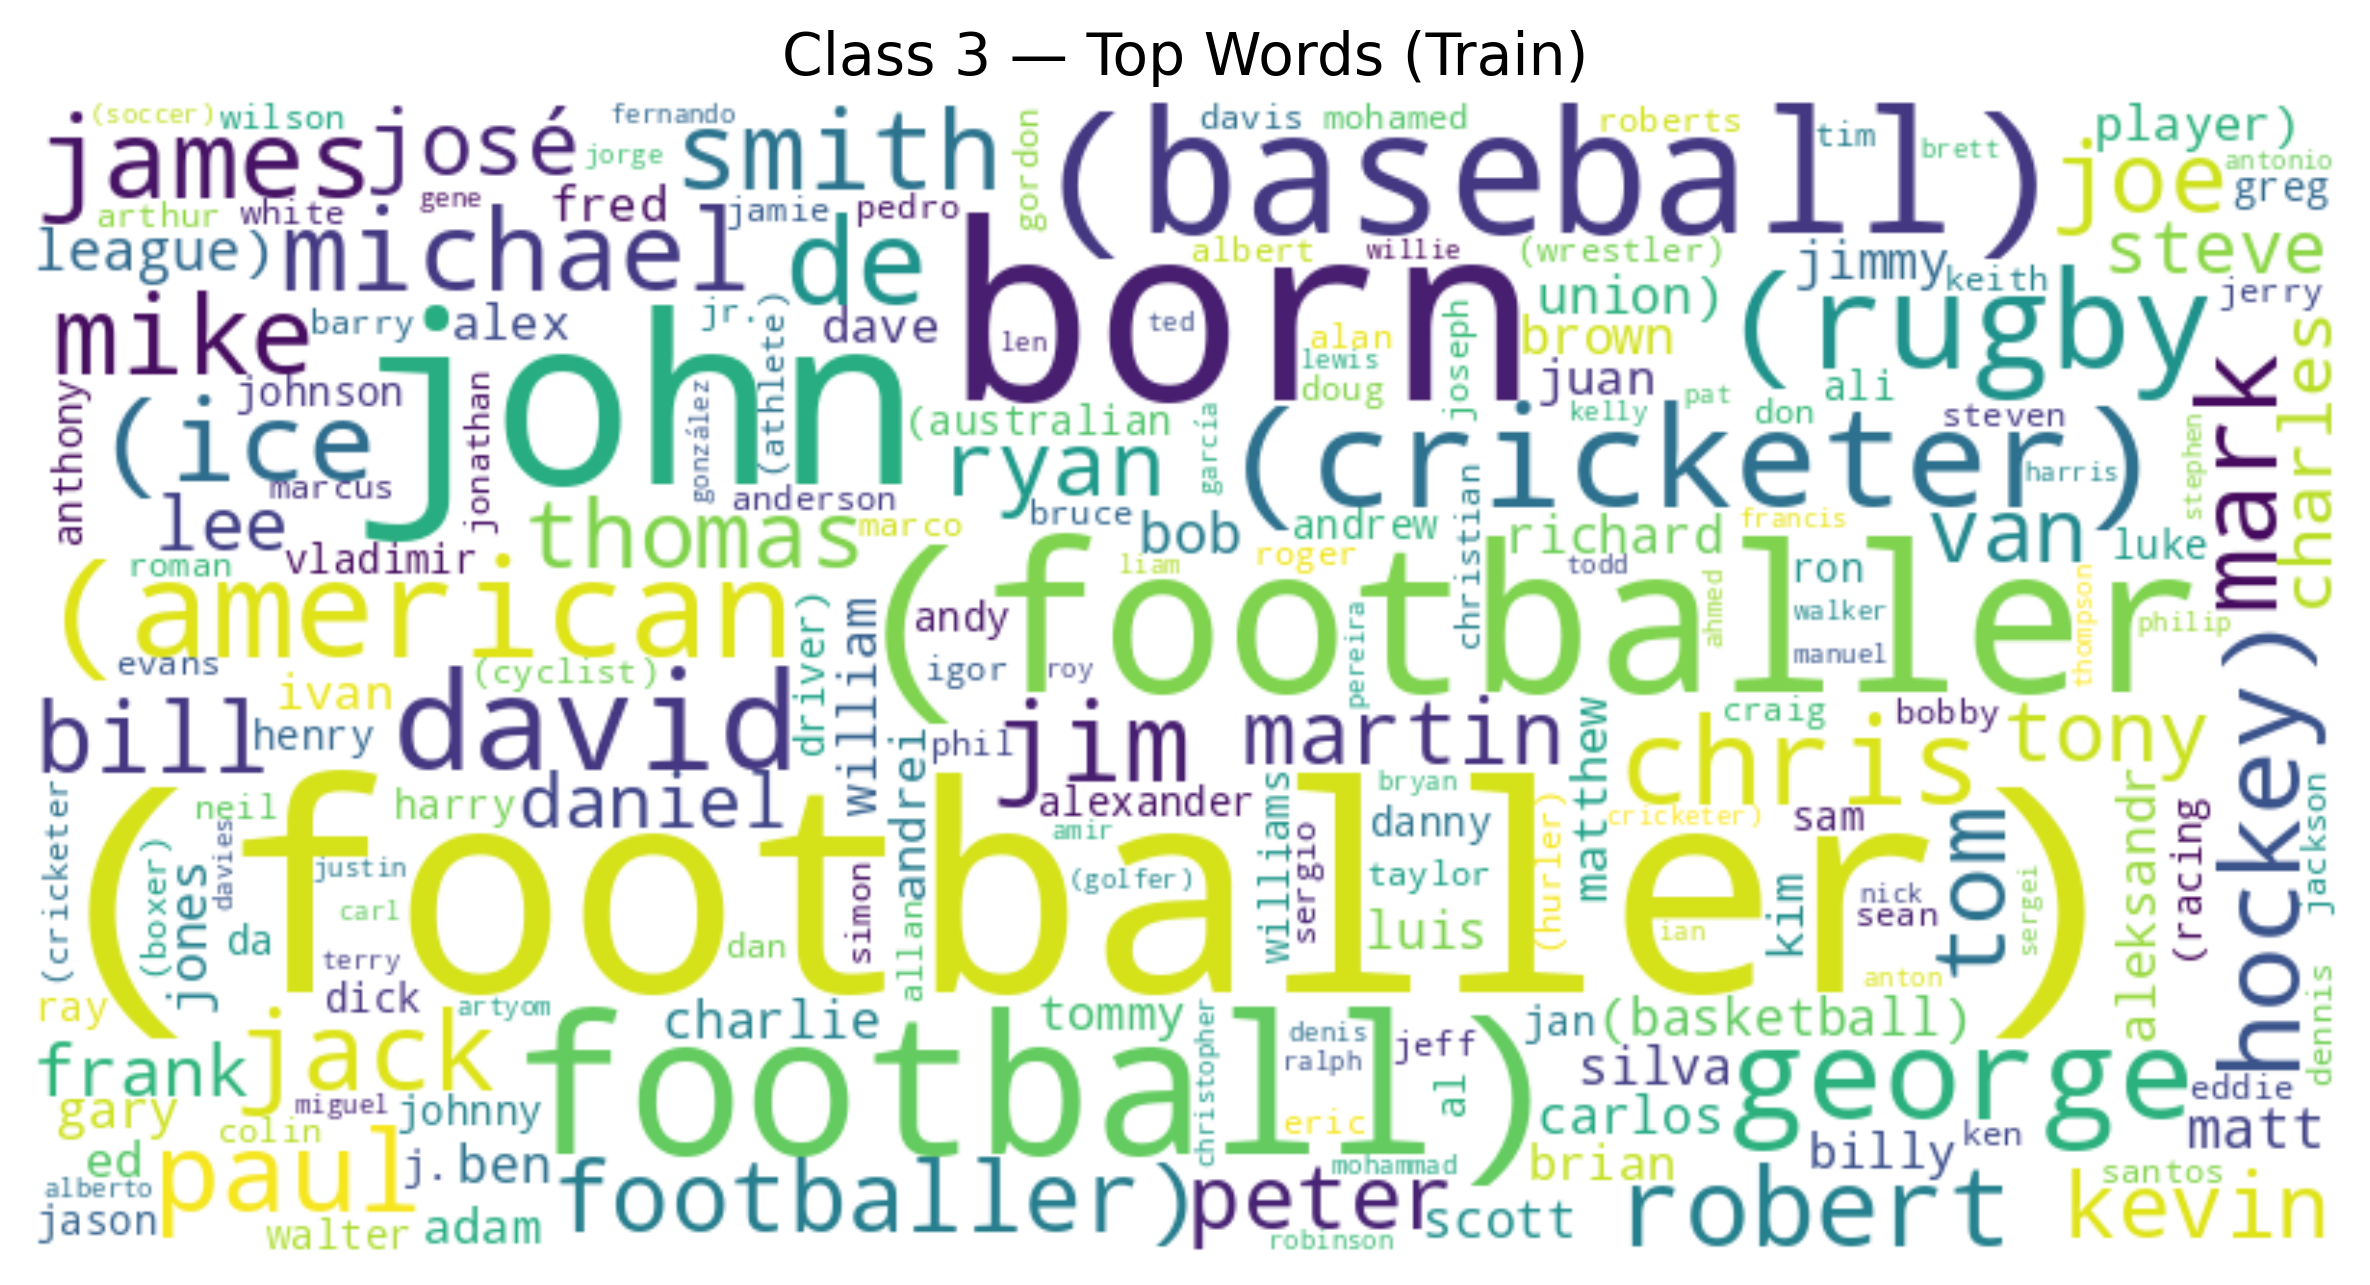 Class 3 — Top Words (Train)
(soccer) wilson fernando davis mohamed roberts tim player)
james josé jorge smith gordon (baseball) brett joe antonio
arthur white gene fred jamie pedro greg
league) michael de albert willie (wrestler) jimmy keith steve
mike barry alex jr. dave born union) (rugby jerry
john (athlete) len ted alan brown
lewis joseph doug juan ali charles
anthony johnson jonathan gonzález (australian garcía kelly pat don steven mark
(ice marcus anderson ryan (cricketer) harris stephen
lee thomas marco bruce bob andrew christian richard francis van luke
roman vladimir liam roger todd ron
(american driver) william andy (footballer ahmed walker thompson philip
evans (cyclist) igor roy pereira manuel
ivan
bill henry david phil jim martin matthew craig bobby tony hockey)
chris
neil harry daniel andrei alexander bryan sam
(cricketer (boxer) davies justin amir williams danny (hurler) cricketer) tom aleksandr (racing jackson
jones (footballer) simon (golfer) sergio taylor kim nick
carl allan luis ian sean sergei
da terry dan anton
ray dick artyom charlie tommy denis jan (basketball) dennis
frank jack football) christopher ralph jeff silva george eddie
gary miguel johnny al eric carlos matt
colin billy ken
ed paul j. ben mohammad brian santos
alberto footballer) peter robert kevin
jason walter adam robinson scott